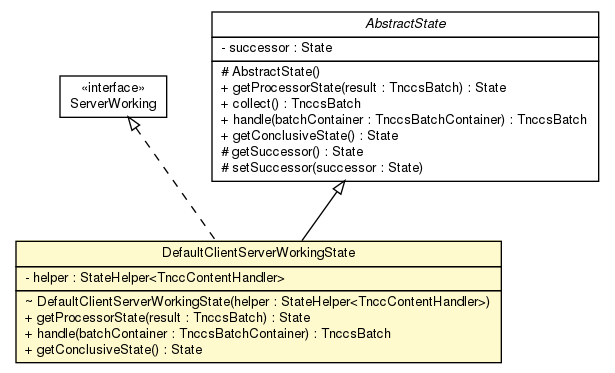 AbstractState
- successor : State
# AbstractState()
+ getProcessorState(result : TnccsBatch) : State
+ collect() : TnccsBatch
+ handle(batchContainer : TnccsBatchContainer) : TnccsBatch
+ getConclusiveState() : State
# getSuccessor() : State
# setSuccessor(successor : State)
«interface»
ServerWorking
DefaultClientServerWorkingState
- helper : StateHelper<TnccContentHandler>
~ DefaultClientServerWorkingState(helper : StateHelper<TnccContentHandler>)
+ getProcessorState(result : TnccsBatch) : State
+ handle(batchContainer : TnccsBatchContainer) : TnccsBatch
+ getConclusiveState() : State